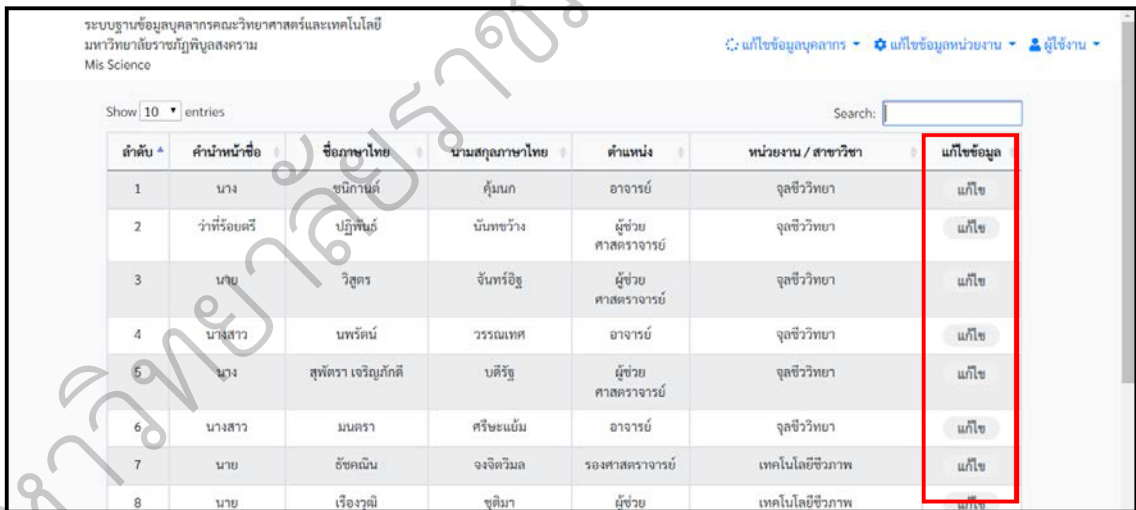 ระบบฐานข้อมูลบุคลากรคณะวิทยาศาสตร์และเทคโนโลยี
มหาวิทยาลัยราชภัฏพิบูลสงคราม
Mis Science
แก้ไขข้อมูลบุคลากร แก้ไขข้อมูลหน่วยงาน ผู้ใช้งาน
Show 10 entries Search:
ลำดับ คำนำหน้าชื่อ ชื่อภาษาไทย นามสกุลภาษาไทย ตำแหน่ง หน่วยงาน / สาขาวิชา แก้ไขข้อมูล
1 นาง ชนิกานต์ คุ้มนก อาจารย์ จุลชีววิทยา แก้ไข
2 ว่าที่ร้อยตรี ปฏิพันธ์ นันทขว้าง ผู้ช่วย จุลชีววิทยา แก้ไข
ศาสตราจารย์
3 นาย วิสูตร จันทร์อิฐ ผู้ช่วย จุลชีววิทยา แก้ไข
ศาสตราจารย์
4 นางสาว นพรัตน์ วรรณเทศ อาจารย์ จุลชีววิทยา แก้ไข
5 นาง สุพัตรา เจริญภักดี บดีรัฐ ผู้ช่วย จุลชีววิทยา แก้ไข
ศาสตราจารย์
6 นางสาว มนตรา ศรีษะแย้ม อาจารย์ จุลชีววิทยา แก้ไข
7 นาย ธัชคณิน จงจิตวิมล รองศาสตราจารย์ เทคโนโลยีชีวภาพ แก้ไข
8 นาย เรืองวุฒิ ชุติมา ผู้ช่วย เทคโนโลยีชีวภาพ แก้ไข